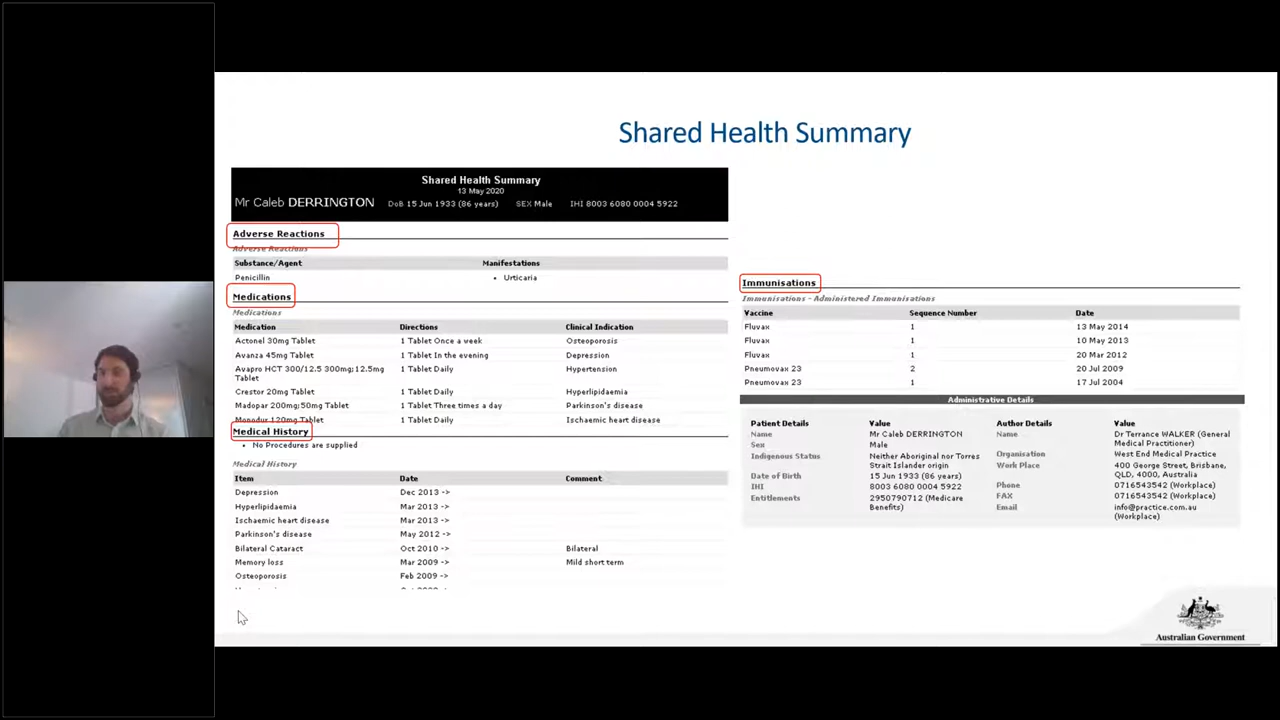 Shared Health Summary
Shared Health Summary
13 May 2020
Mr Caleb DERRINGTON DoB 15 Jun 1933 (86 years) SEX Male IHI 8003 6080 0004 5922
Adverse Reactions
Adverse Reactions
Substance/Agent Manifestations
Penicillin • Urticaria
Medications
Medications
Medication Directions Clinical Indication
Actonel 30mg Tablet 1 Tablet Once a week Osteoporosis
Avanza 45mg Tablet 1 Tablet In the evening Depression
Avapro HCT 300/12.5 300mg;12.5mg 1 Tablet Daily Hypertension
Tablet
Crestor 20mg Tablet 1 Tablet Daily Hyperlipidaemia
Madopar 200mg;50mg Tablet 1 Tablet Three times a day Parkinson's disease
Monodur 120mg Tablet 1 Tablet Daily Ischaemic heart disease
Medical History
• No Procedures are supplied
Medical History
Item Date Comment
Depression Dec 2013 ->
Hyperlipidaemia Mar 2013 ->
Ischaemic heart disease Mar 2013 ->
Parkinson's disease May 2012 ->
Bilateral Cataract Oct 2010 -> Bilateral
Memory loss Mar 2009 -> Mild short term
Osteoporosis Feb 2009 ->
Immunisations
Immunisations - Administered Immunisations
Vaccine Sequence Number Date
Fluvax 1 13 May 2014
Fluvax 1 10 May 2013
Fluvax 1 20 Mar 2012
Pneumovax 23 2 20 Jul 2009
Pneumovax 23 1 17 Jul 2004
Administrative Details
Patient Details Value
Name Mr Caleb DERRINGTON
Sex Male
Indigenous Status Neither Aboriginal nor Torres
Strait Islander origin
Date of Birth 15 Jun 1933 (86 years)
IHI 8003 6080 0004 5922
Entitlements 2950790712 (Medicare
Benefits)
Author Details Value
Name Dr Terrance WALKER (General
Medical Practitioner)
Organisation West End Medical Practice
Work Place 400 George Street, Brisbane,
QLD, 4000, Australia
Phone 0716543542 (Workplace)
FAX 0716543542 (Workplace)
Email info@practice.com.au
(Workplace)
Australian Government